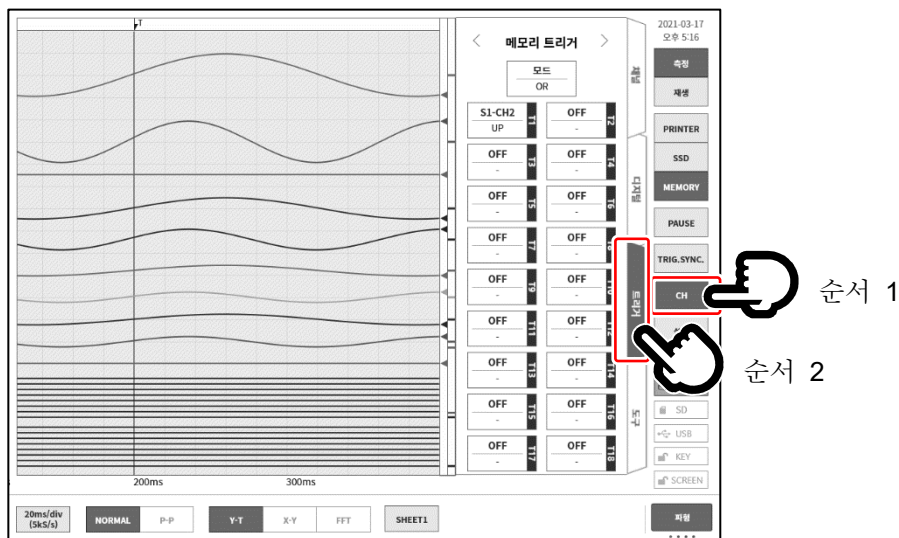 T
2021-03-17
오후 5:16
메모리 트리거
모드
OR
S1-CH2
UP
T1
OFF
-
T2
OFF
-
T3
OFF
-
T4
OFF
-
T5
OFF
-
T6
OFF
-
T7
OFF
-
OFF
-
T9
OFF
-
OFF
-
T11
OFF
-
OFF
-
T13
OFF
-
T14
OFF
-
T15
OFF
-
T16
OFF
-
T17
OFF
-
T18
채널
디지털
트리거
도구
측정
재생
PRINTER
SSD
MEMORY
PAUSE
TRIG.SYNC.
CH
SD
USB
KEY
SCREEN
순서 1
순서 2
200ms
300ms
20ms/div
(5kS/s)
NORMAL
P-P
Y-T
X-Y
FFT
SHEET1
파형